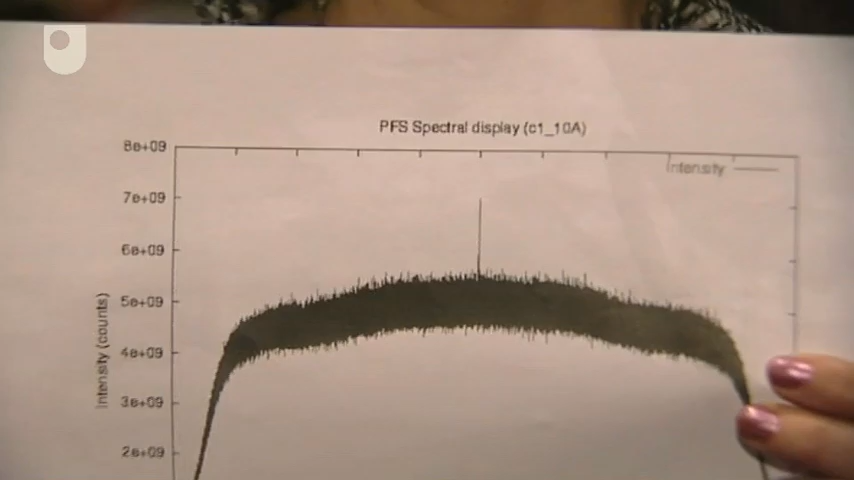 PFS Spectral display (c1_10A)
8e+09
Intensity
7e+09
6e+09
5e+09
4e+09
3e+09
2e+09
Intensity (counts)